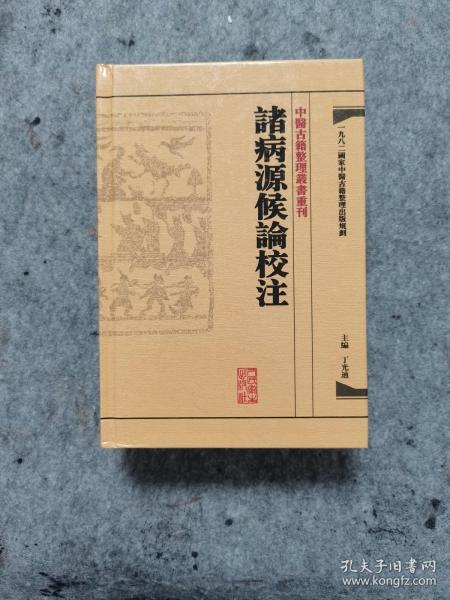 一九八二國家中醫古籍整理出版規劃
主編 丁光迪
中醫古籍整理叢書重刊
諸病源候論校注
孔夫子旧书网
www.kongfz.com